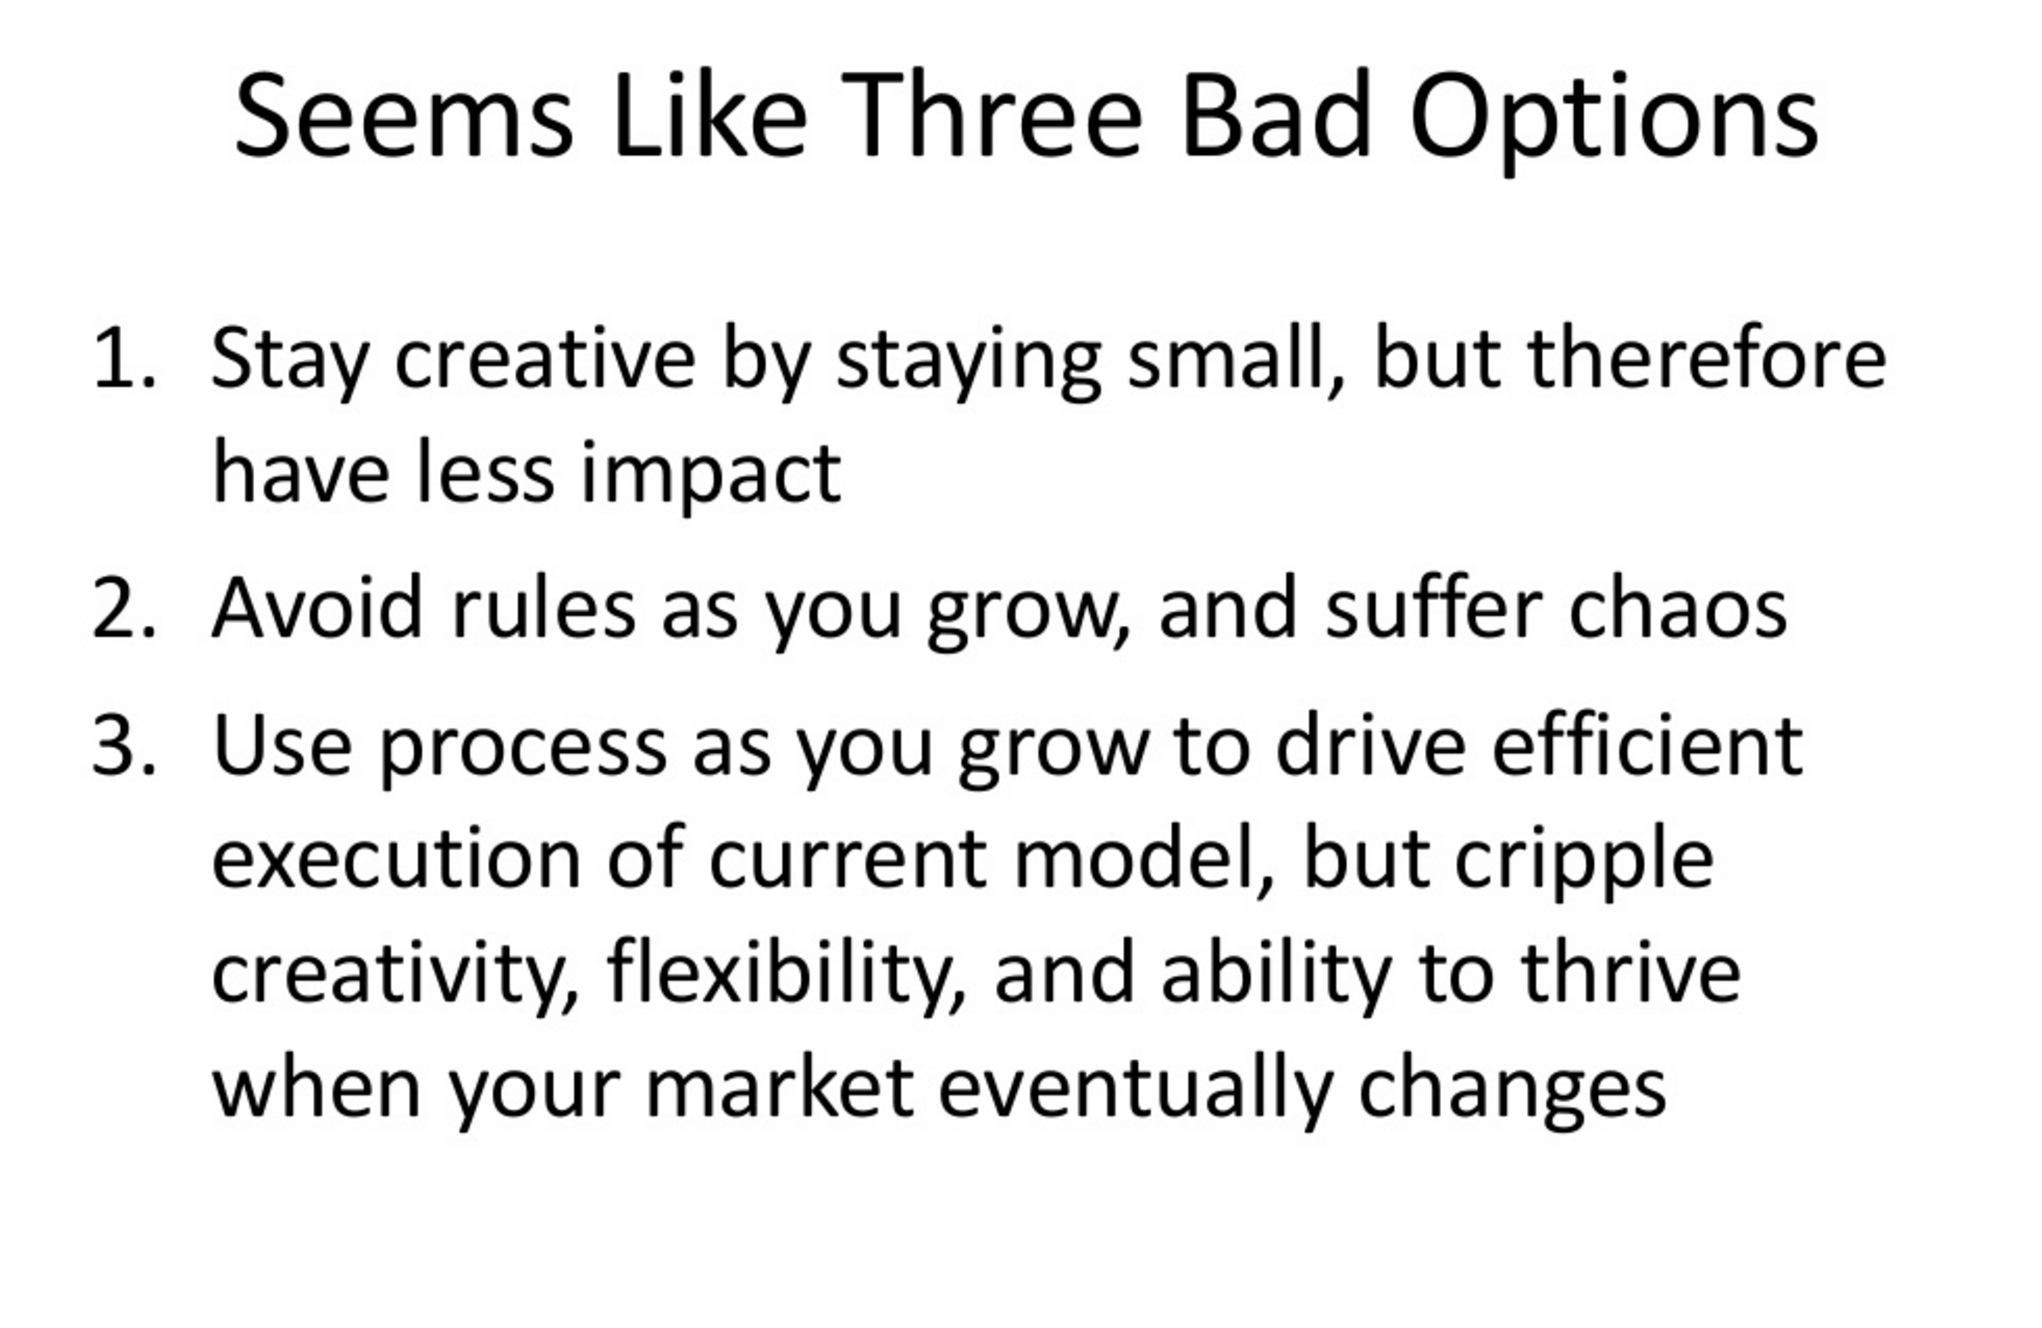 Seems Like Three Bad Options
1. Stay creative by staying small, but therefore
have less impact
2. Avoid rules as you grow, and suffer chaos
3. Use process as you grow to drive efficient
execution of current model, but cripple
creativity, flexibility, and ability to thrive
when your market eventually changes